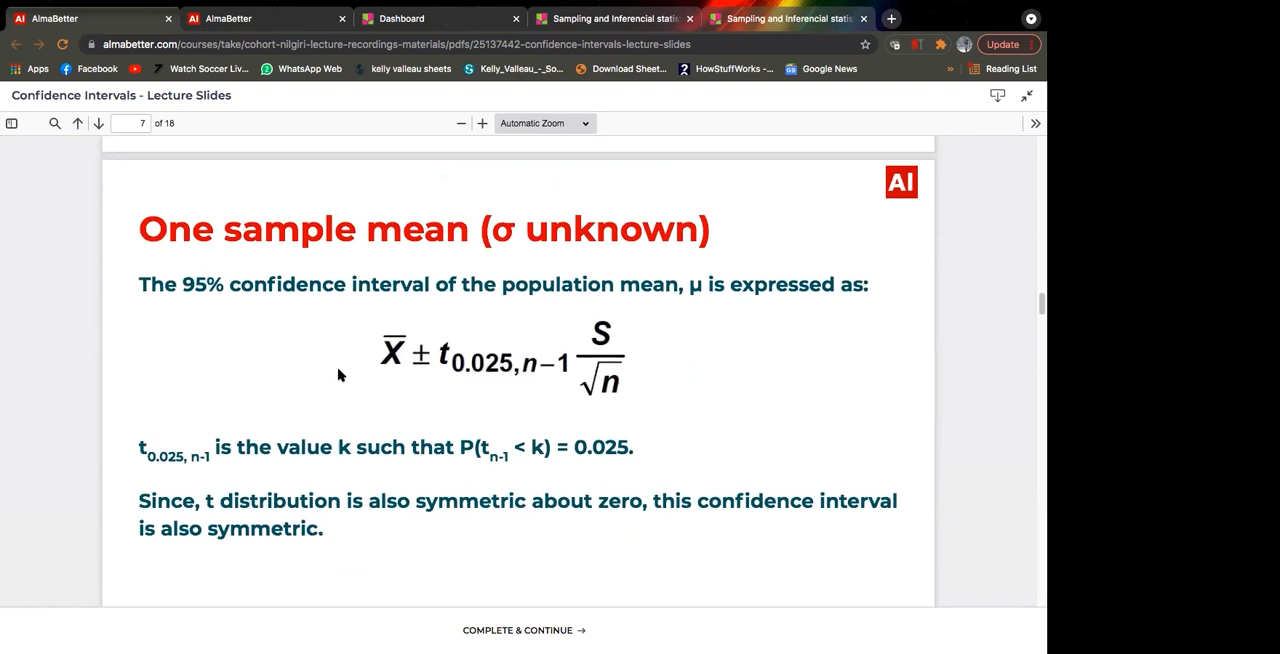 AI AlmaBetter × AI AlmaBetter × Dashboard × Sampling and Inferencial statis × Sampling and Inferencial statis × +
almabetter.com/courses/take/cohort-nilgiri-lecture-recordings-materials/pdfs/25137442-confidence-intervals-lecture-slides Update
Apps Facebook Watch Soccer Liv... WhatsApp Web kelly valleau sheets Kelly_Valleau_-_So... Download Sheet... HowStuffWorks -... Google News » Reading List
Confidence Intervals - Lecture Slides
7 of 18 − + Automatic Zoom »
AI
One sample mean (σ unknown)
The 95% confidence interval of the population mean, μ is expressed as:
X̅ ± t0.025,n−1 S/√n
t0.025, n-1 is the value k such that P(tn-1 < k) = 0.025.
Since, t distribution is also symmetric about zero, this confidence interval
is also symmetric.
COMPLETE & CONTINUE →